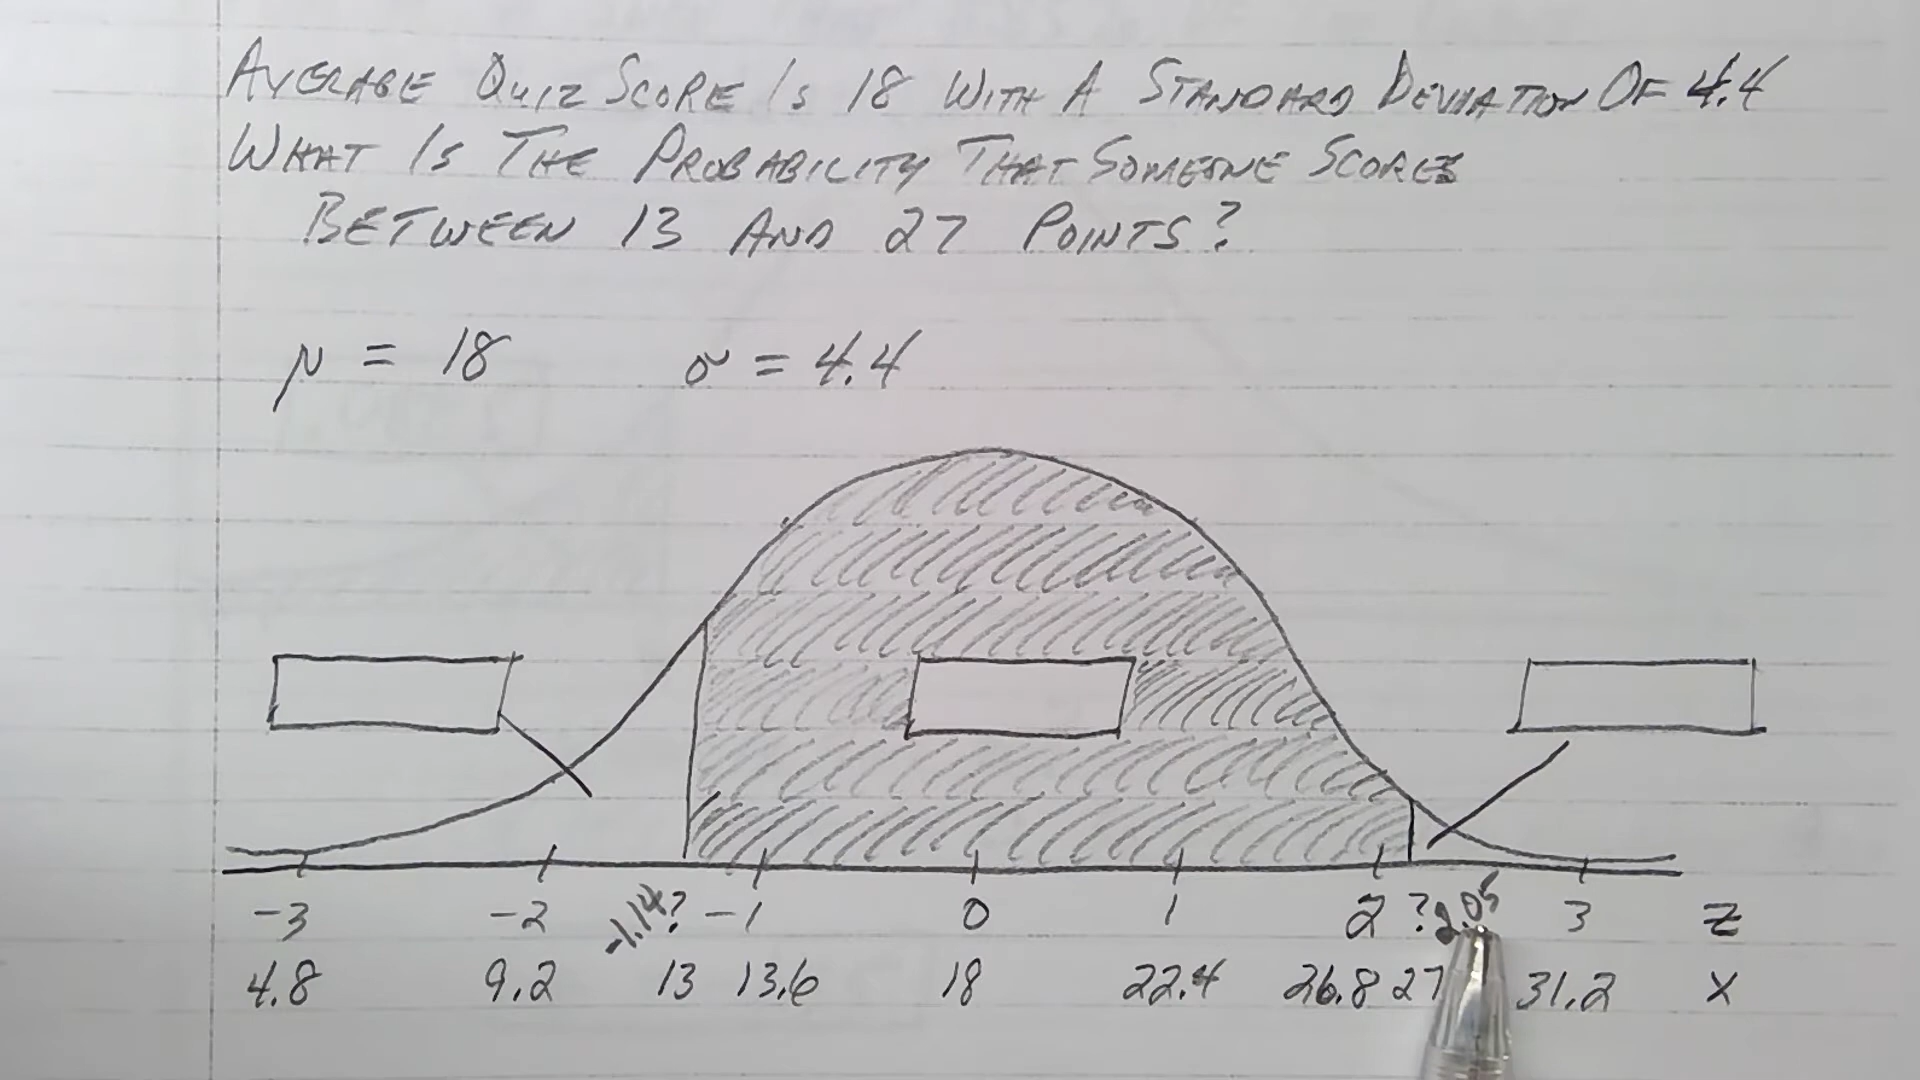 AVERAGE QUIZ SCORE IS 18 WITH A STANDARD DEVIATION OF 4.4
WHAT IS THE PROBABILITY THAT SOMEONE SCORES
BETWEEN 13 AND 27 POINTS?
μ = 18 σ = 4.4
-3 -2 -1.14? -1 0 1 2 ? 2.05 3 Z
4.8 9.2 13 13.6 18 22.4 26.8 27 31.2 X